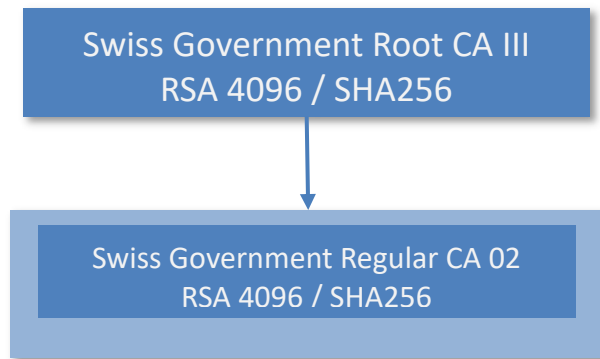 Swiss Government Root CA III
RSA 4096 / SHA256
Swiss Government Regular CA 02
RSA 4096 / SHA256